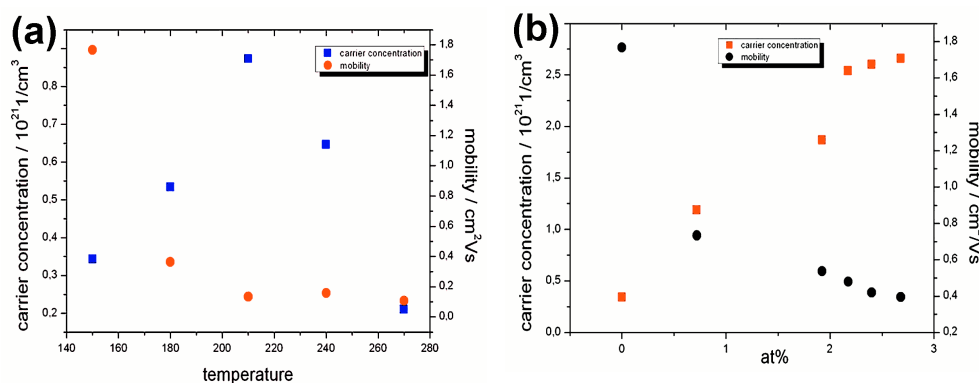 (a)
carrier concentration
mobility
carrier concentration / 10²¹1/cm³
0,9
0,8
0,7
0,6
0,5
0,4
0,3
0,2
1,8
1,6
1,4
1,2
1,0
0,8
0,6
0,4
0,2
0,0
mobility / cm²Vs
140 160 180 200 220 240 260 280
temperature
(b)
carrier concentration
mobility
carrier concentration / 10²¹1/cm³
2,5
2,0
1,5
1,0
0,5
0,0
1,8
1,6
1,4
1,2
1,0
0,8
0,6
0,4
0,2
mobility / cm²Vs
0 1 2 3
at%